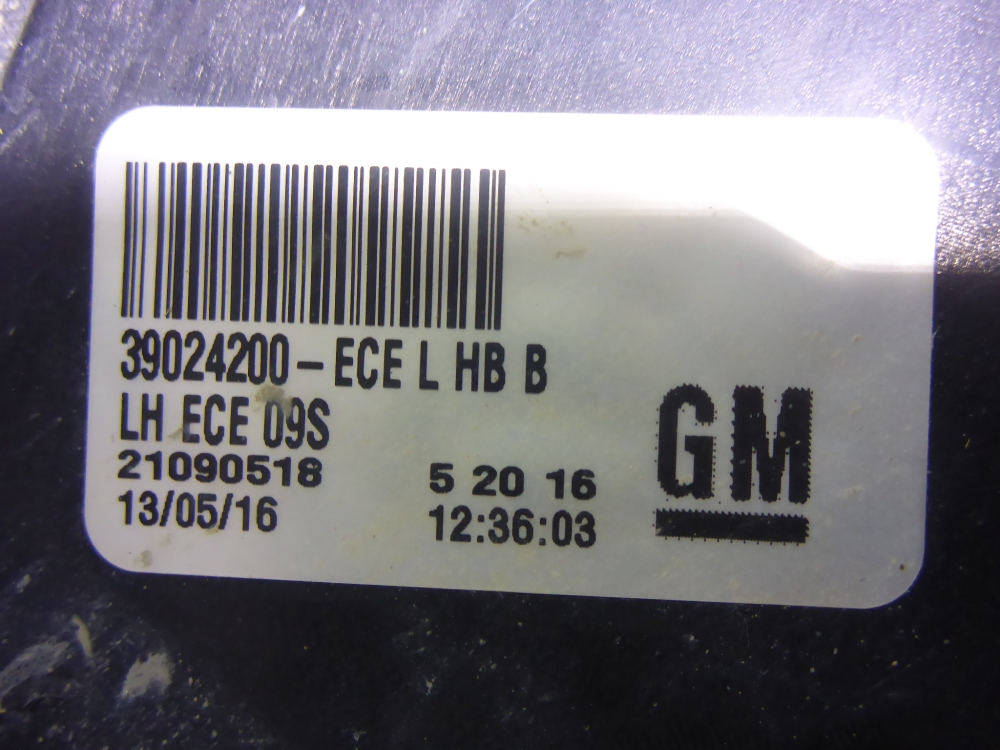 39024200 - ECE L HB B
LH ECE 09S
21090518 5 20 16
13/05/16 12:36:03
GM